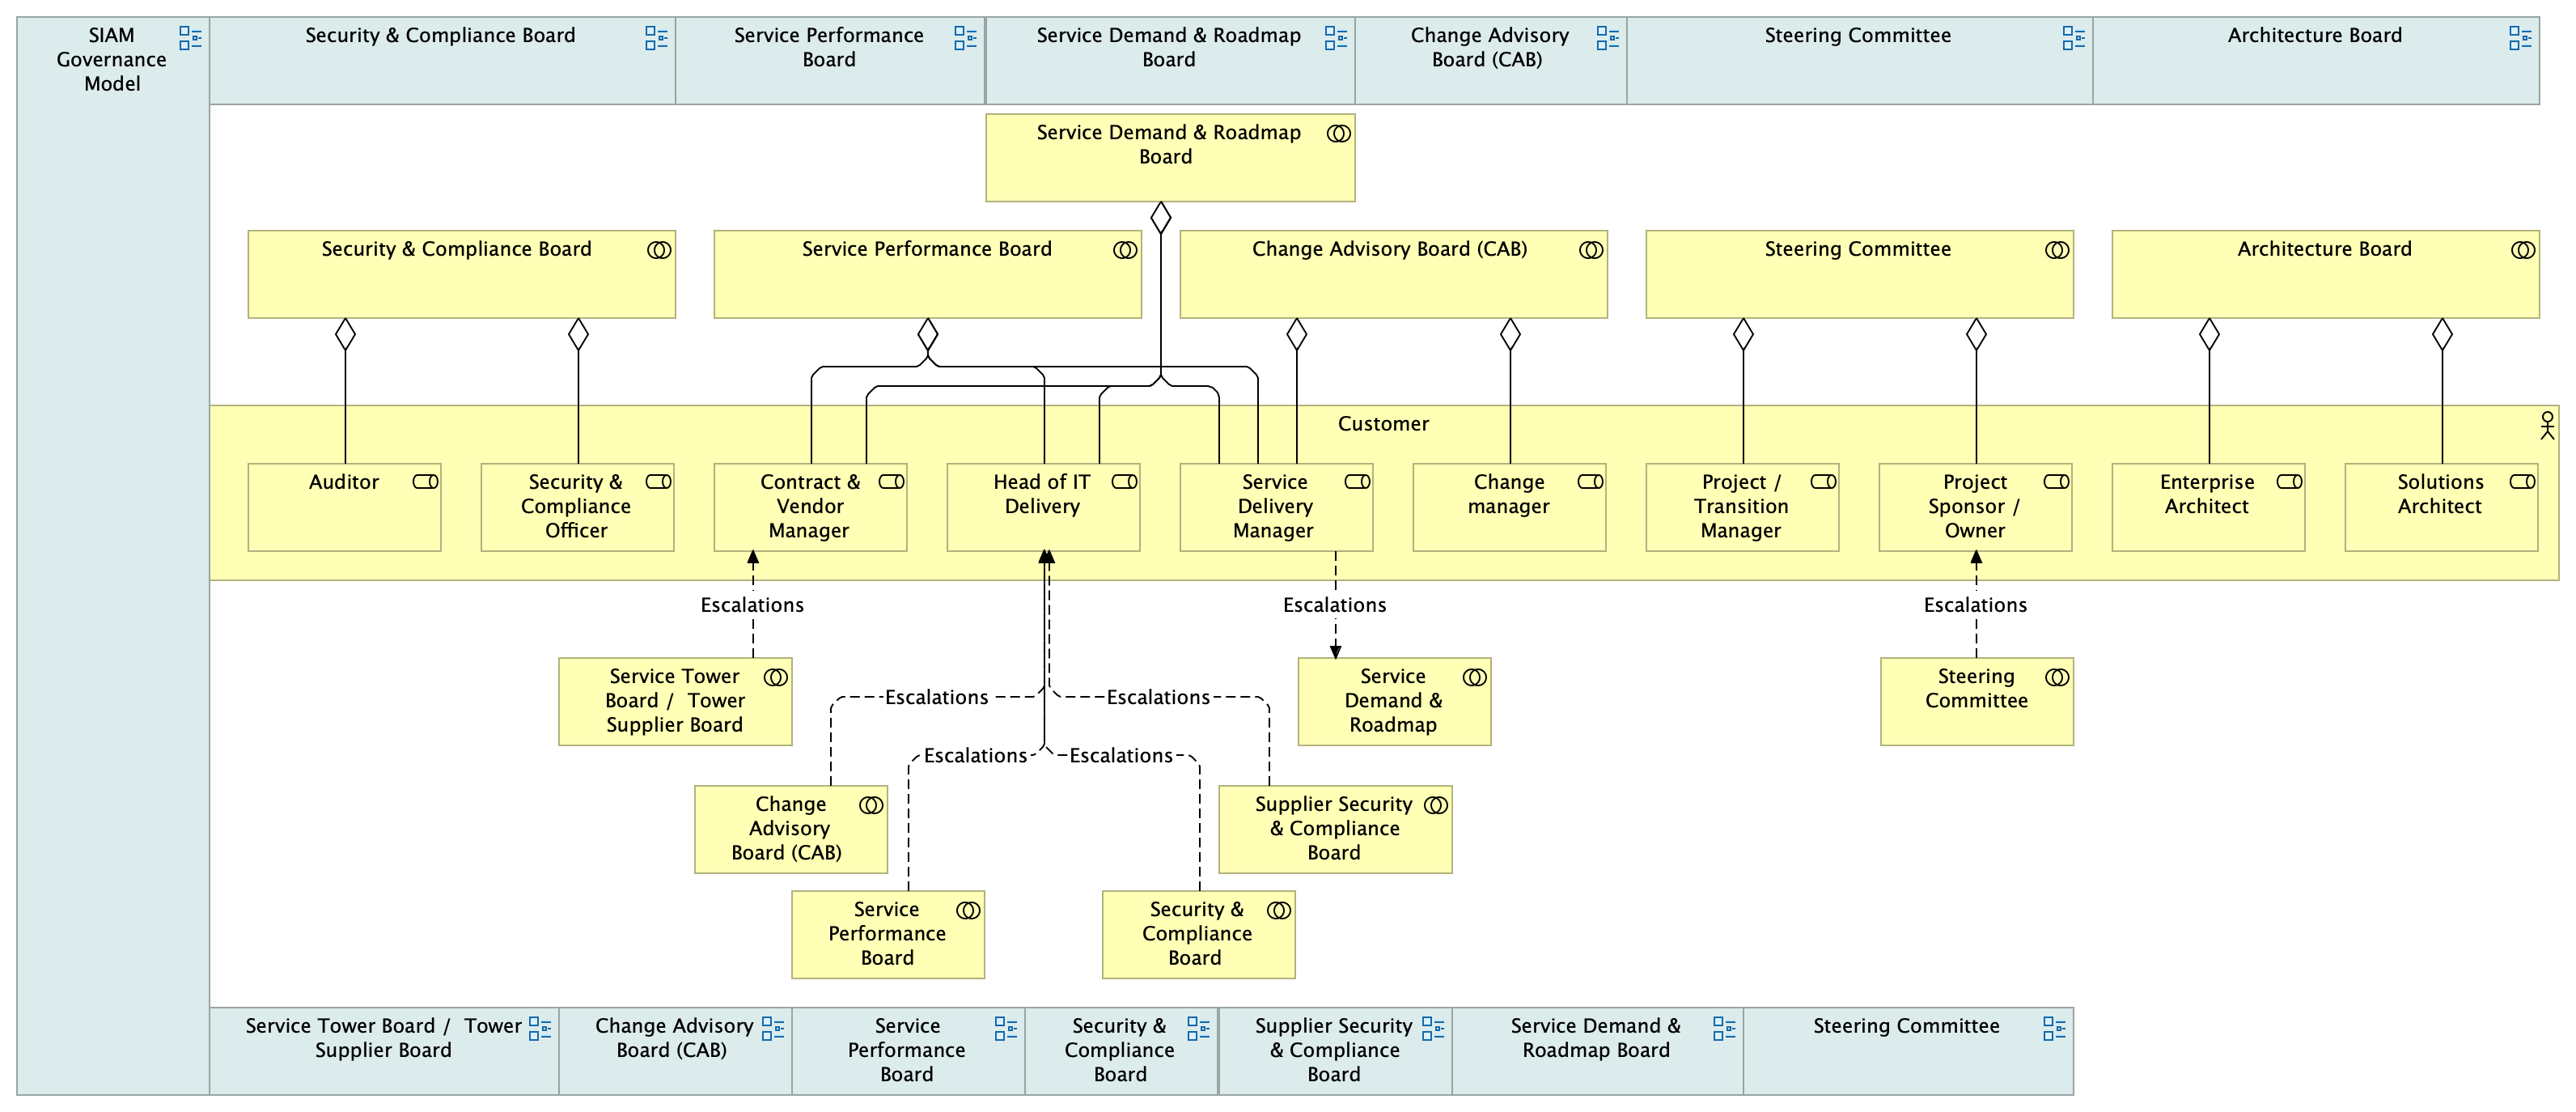 SIAM
Governance
Model
Security & Compliance Board
Service Performance
Board
Service Demand & Roadmap
Board
Change Advisory
Board (CAB)
Steering Committee
Architecture Board
Service Demand & Roadmap
Board
Security & Compliance Board
Service Performance Board
Change Advisory Board (CAB)
Steering Committee
Architecture Board
Customer
Auditor
Security &
Compliance
Officer
Contract &
Vendor
Manager
Head of IT
Delivery
Service
Delivery
Manager
Change
manager
Project /
Transition
Manager
Project
Sponsor /
Owner
Enterprise
Architect
Solutions
Architect
Escalations
Escalations
Escalations
Service Tower
Board /  Tower
Supplier Board
Service
Demand &
Roadmap
Steering
Committee
Escalations
Escalations
Escalations
Escalations
Change
Advisory
Board (CAB)
Supplier Security
& Compliance
Board
Service
Performance
Board
Security &
Compliance
Board
Service Tower Board /  Tower
Supplier Board
Change Advisory
Board (CAB)
Service
Performance
Board
Security &
Compliance
Board
Supplier Security
& Compliance
Board
Service Demand &
Roadmap Board
Steering Committee